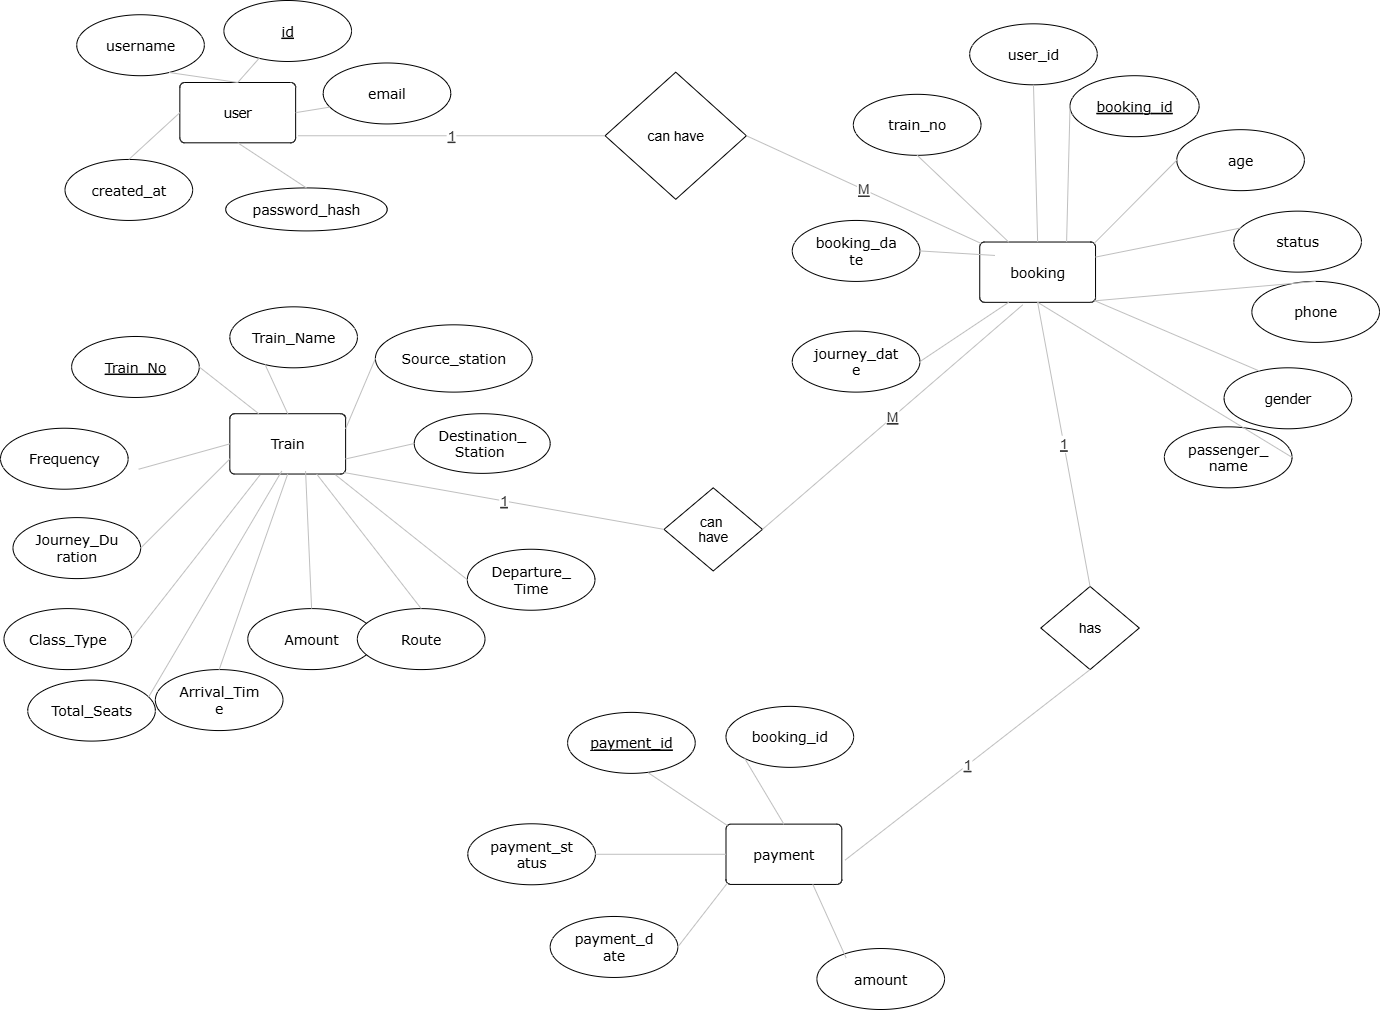 username
id
email
user
created_at
password_hash
1
can have
M
user_id
booking_id
train_no
age
status
booking_da
te
booking
phone
journey_dat
e
gender
passenger_
name
Train_Name
Train_No
Source_station
Train
Destination_
Station
Frequency
Journey_Du
ration
1
can
have
M
1
Departure_
Time
Class_Type
Amount
Route
Total_Seats
Arrival_Tim
e
has
1
payment_id
booking_id
payment_st
atus
payment
payment_d
ate
amount